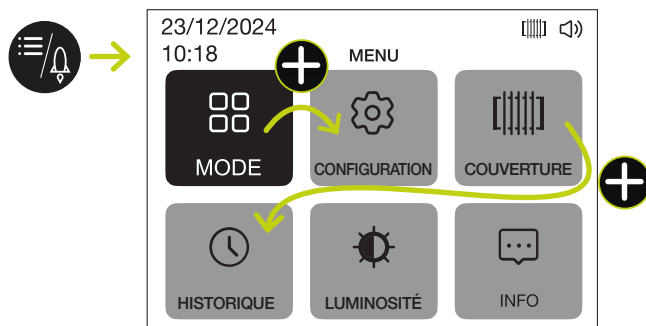 23/12/2024
10:18
MENU
MODE
CONFIGURATION
COUVERTURE
HISTORIQUE
LUMINOSITÉ
INFO